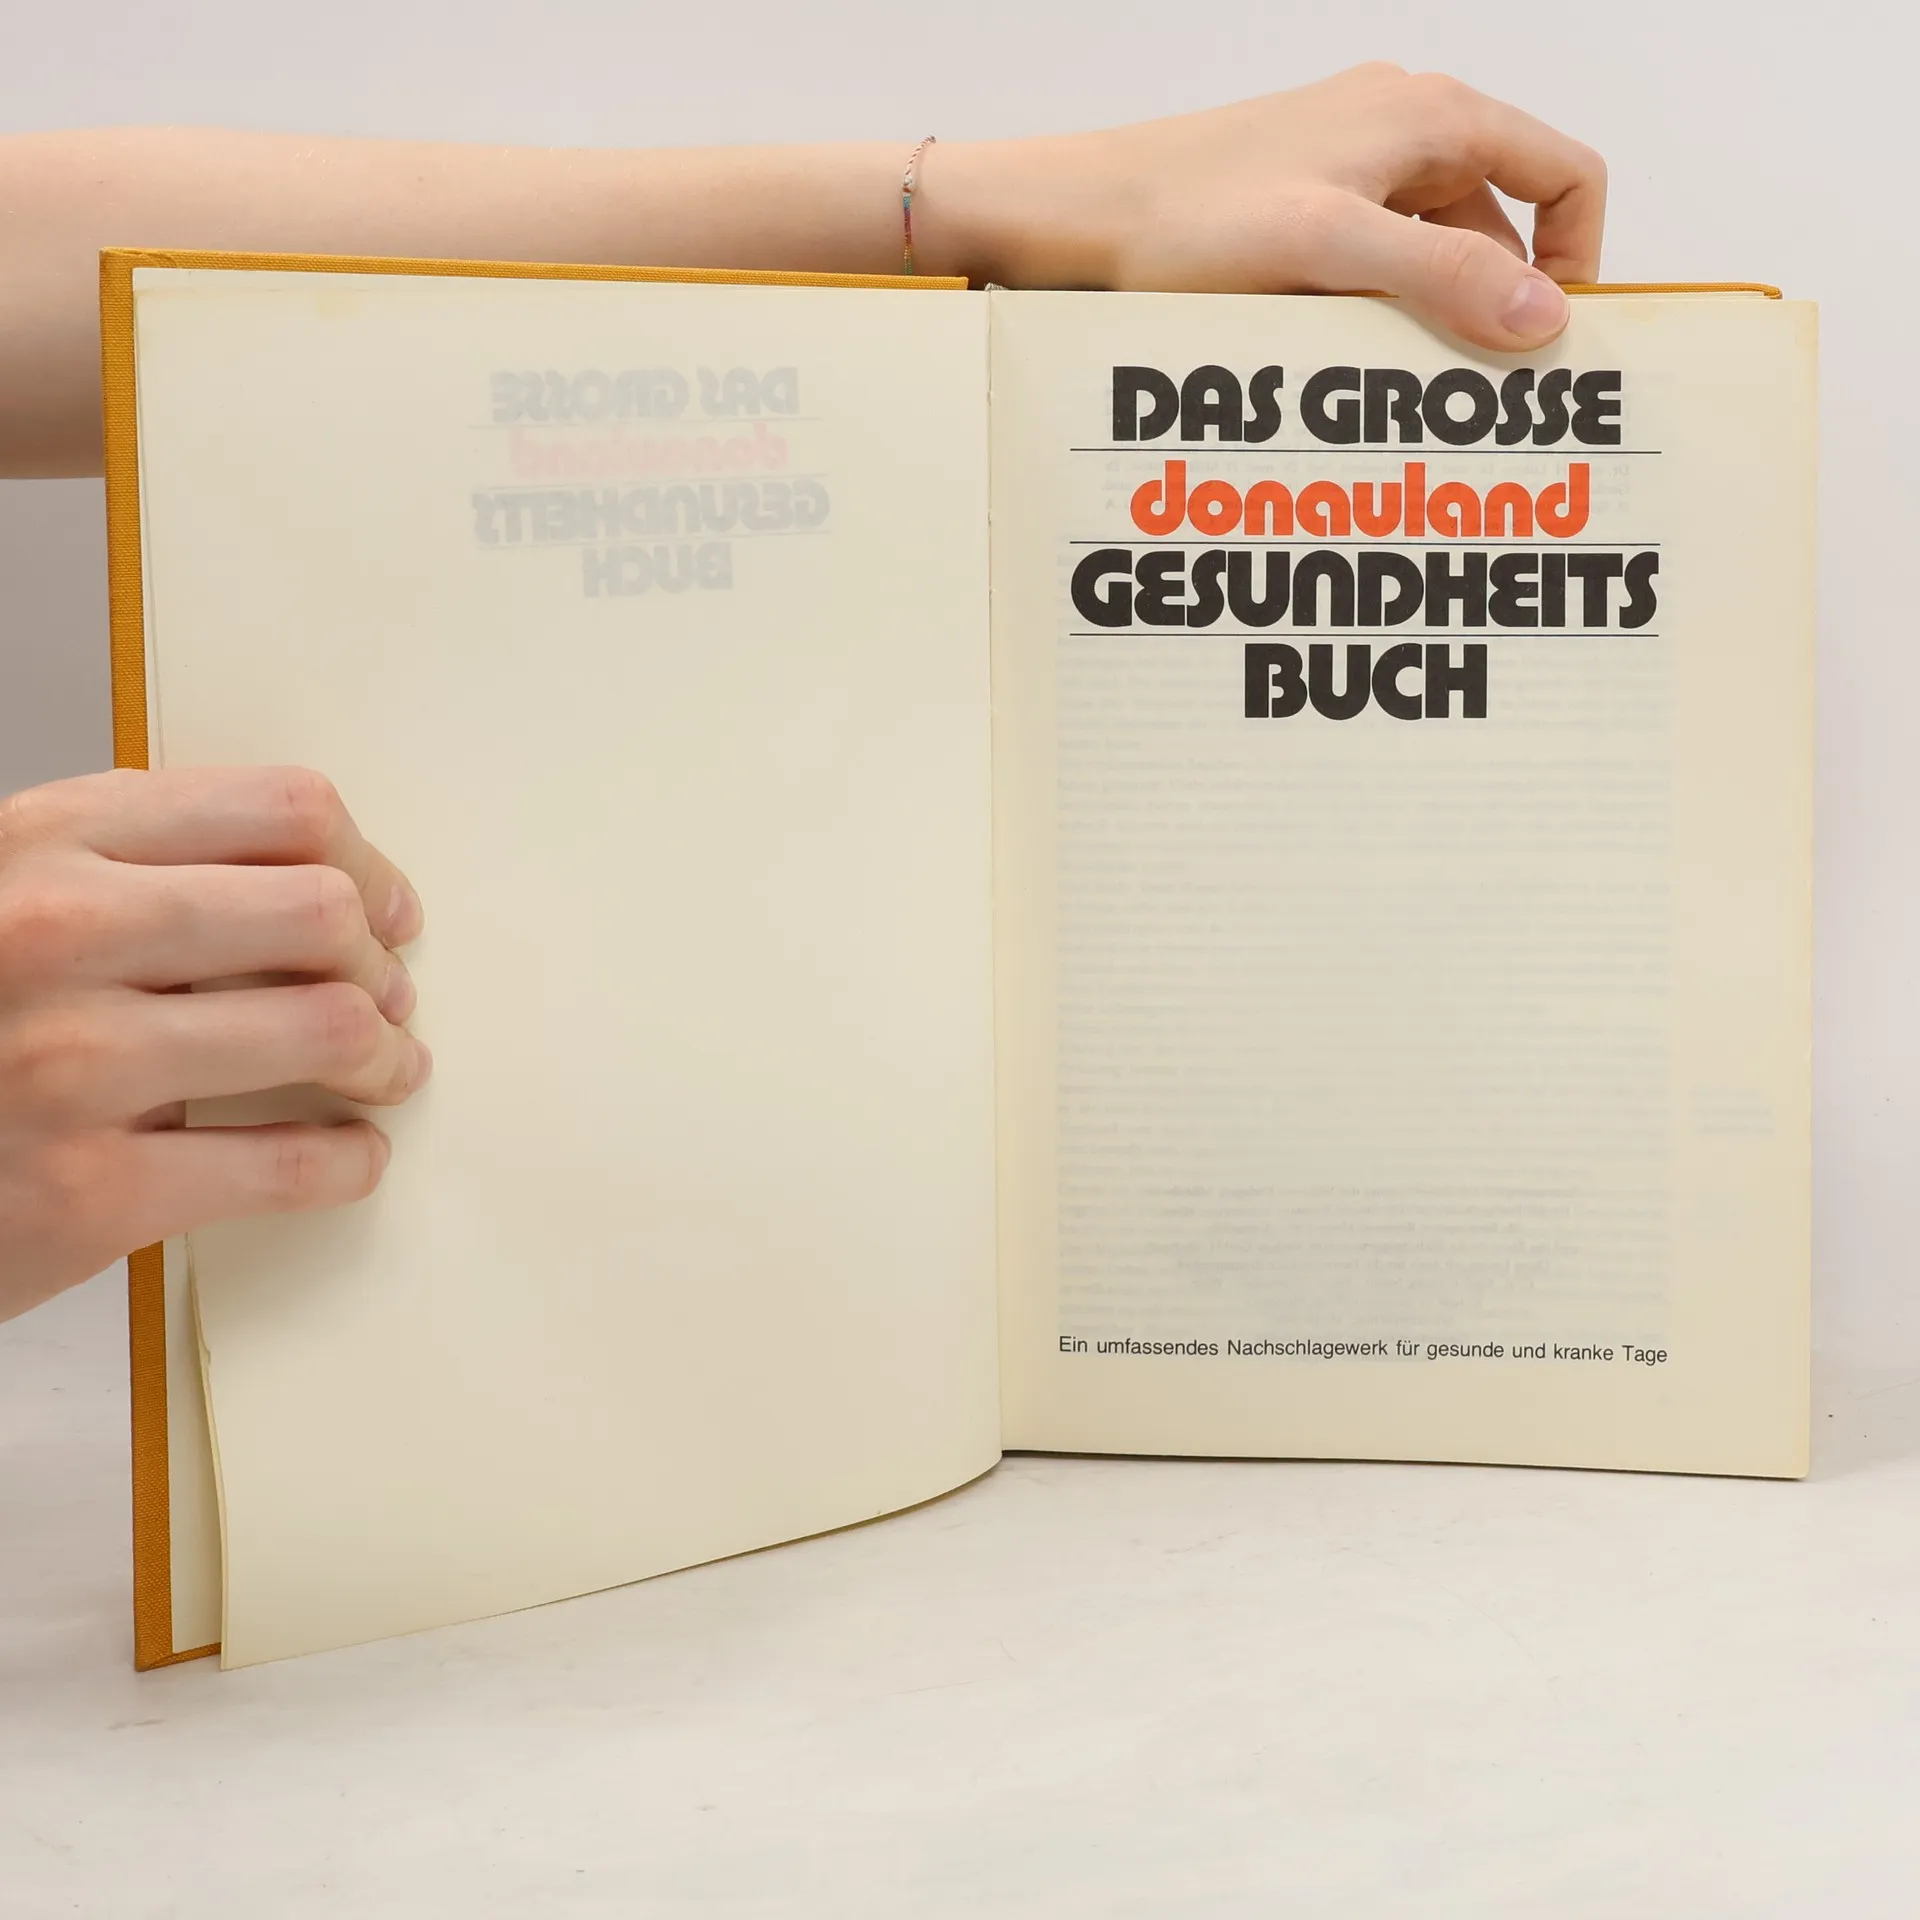 DAS GROSSE
donauland
GESUNDHEITS
BUCH
Ein umfassendes Nachschlagewerk für gesunde und kranke Tage